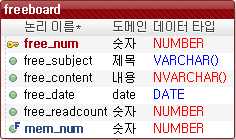 freeboard
논리 이름* 도메인 데이터 타입
free_num 숫자 NUMBER
free_subject 제목 VARCHAR()
free_content 내용 NVARCHAR()
free_date date DATE
free_readcount 숫자 NUMBER
mem_num 숫자 NUMBER